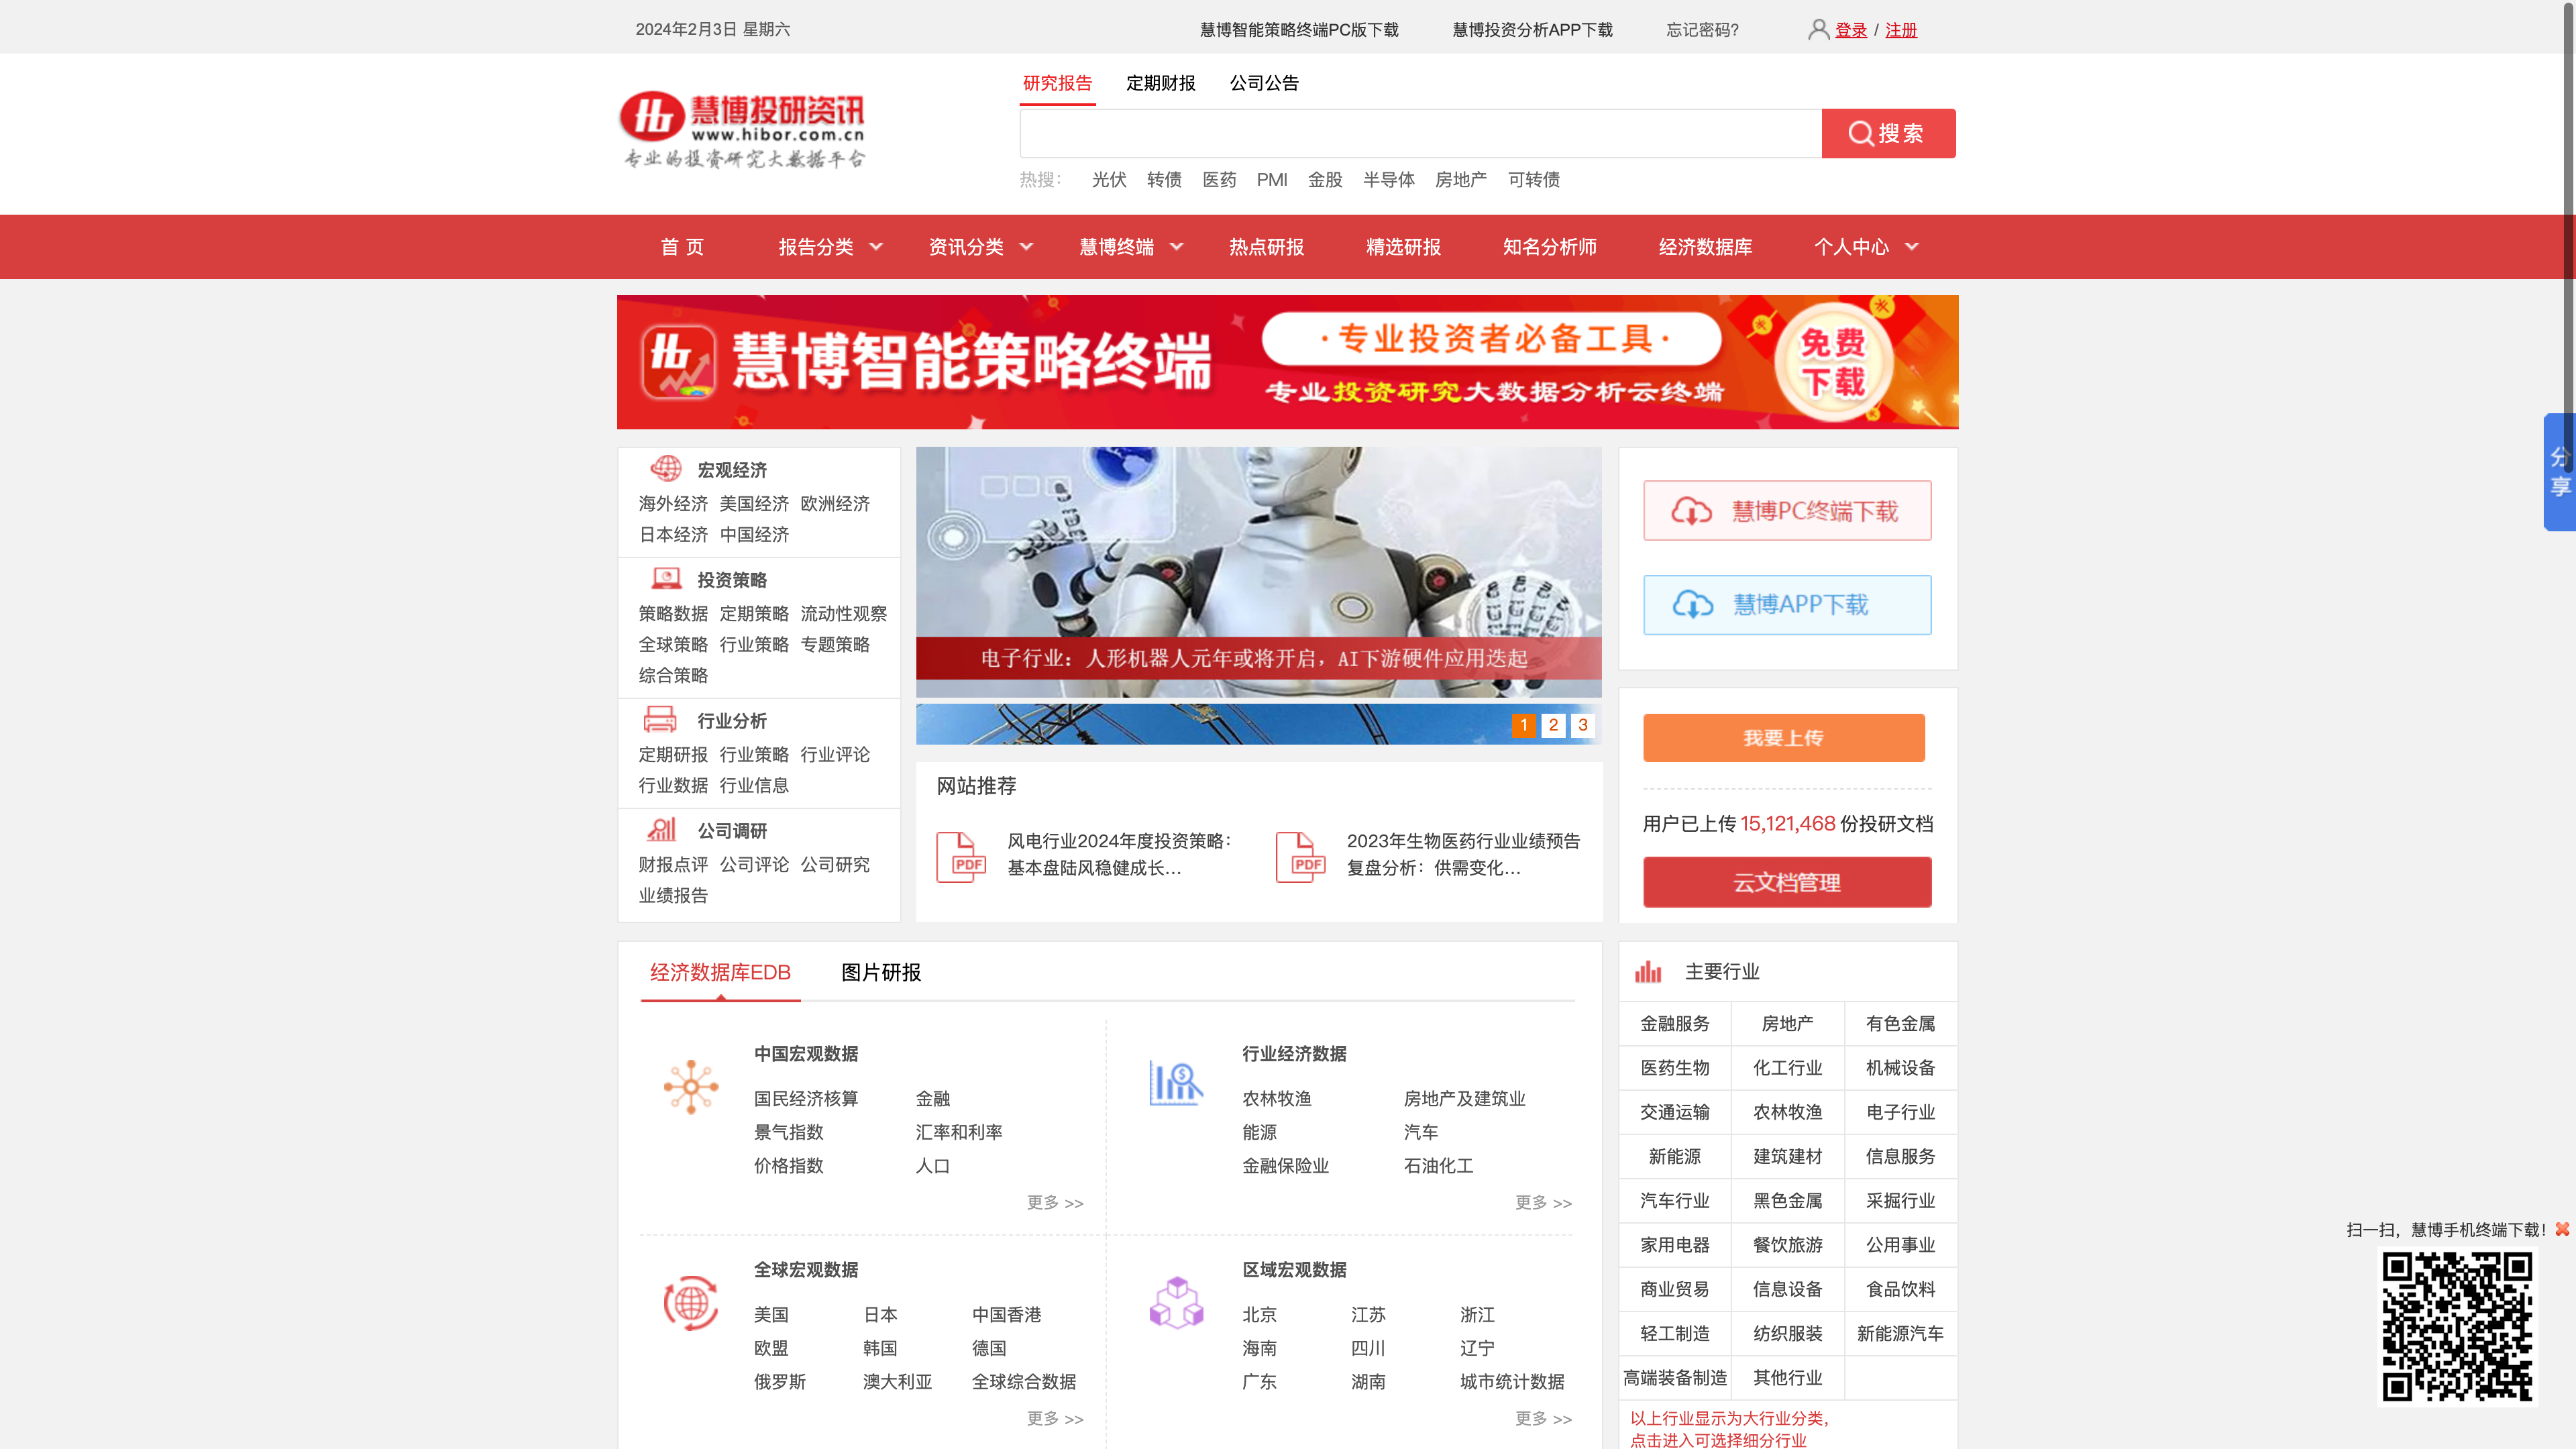 2024年2月3日 星期六
慧博智能策略终端PC版下载 慧博投资分析APP下载 忘记密码? 登录 / 注册
慧博投研资讯
www.hibor.com.cn
专业的投资研究大数据平台
研究报告 定期财报 公司公告
搜索
热搜: 光伏 转债 医药 PMI 金股 半导体 房地产 可转债
首 页 报告分类 资讯分类 慧博终端 热点研报 精选研报 知名分析师 经济数据库 个人中心
慧博智能策略终端
·专业投资者必备工具·
专业投资研究大数据分析云终端
免费
下载
分
享
宏观经济
海外经济 美国经济 欧洲经济
日本经济 中国经济
投资策略
策略数据 定期策略 流动性观察
全球策略 行业策略 专题策略
综合策略
行业分析
定期研报 行业策略 行业评论
行业数据 行业信息
公司调研
财报点评 公司评论 公司研究
业绩报告
电子行业：人形机器人元年或将开启，AI下游硬件应用迭起
1 2 3
网站推荐
PDF
风电行业2024年度投资策略：
基本盘陆风稳健成长...
PDF
2023年生物医药行业业绩预告
复盘分析：供需变化...
慧博PC终端下载
慧博APP下载
我要上传
用户已上传 15,121,468 份投研文档
云文档管理
经济数据库EDB 图片研报
中国宏观数据
国民经济核算 金融
景气指数 汇率和利率
价格指数 人口
更多 >>
行业经济数据
农林牧渔 房地产及建筑业
能源 汽车
金融保险业 石油化工
更多 >>
全球宏观数据
美国 日本 中国香港
欧盟 韩国 德国
俄罗斯 澳大利亚 全球综合数据
更多 >>
区域宏观数据
北京 江苏 浙江
海南 四川 辽宁
广东 湖南 城市统计数据
更多 >>
主要行业
金融服务 房地产 有色金属
医药生物 化工行业 机械设备
交通运输 农林牧渔 电子行业
新能源 建筑建材 信息服务
汽车行业 黑色金属 采掘行业
家用电器 餐饮旅游 公用事业
商业贸易 信息设备 食品饮料
轻工制造 纺织服装 新能源汽车
高端装备制造 其他行业
以上行业显示为大行业分类，
点击进入可选择细分行业
扫一扫，慧博手机终端下载！